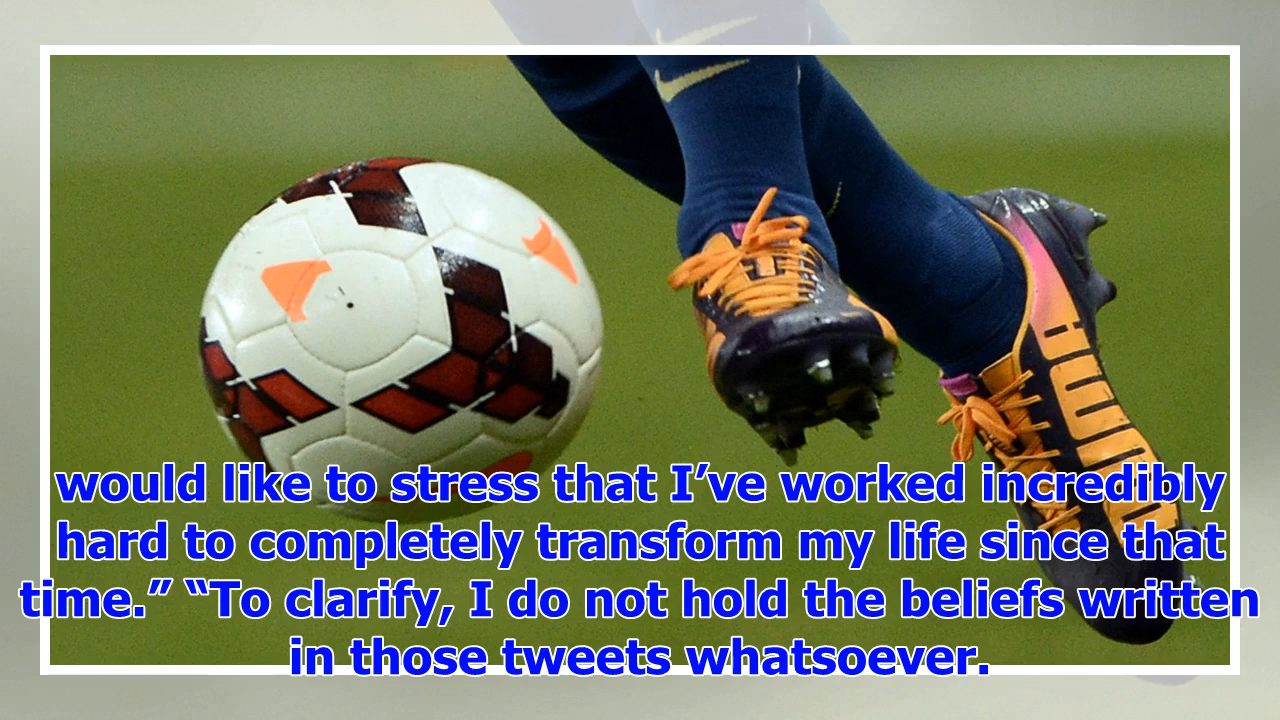 would like to stress that I’ve worked incredibly
hard to completely transform my life since that
time.” “To clarify, I do not hold the beliefs written
in those tweets whatsoever.
PUMA